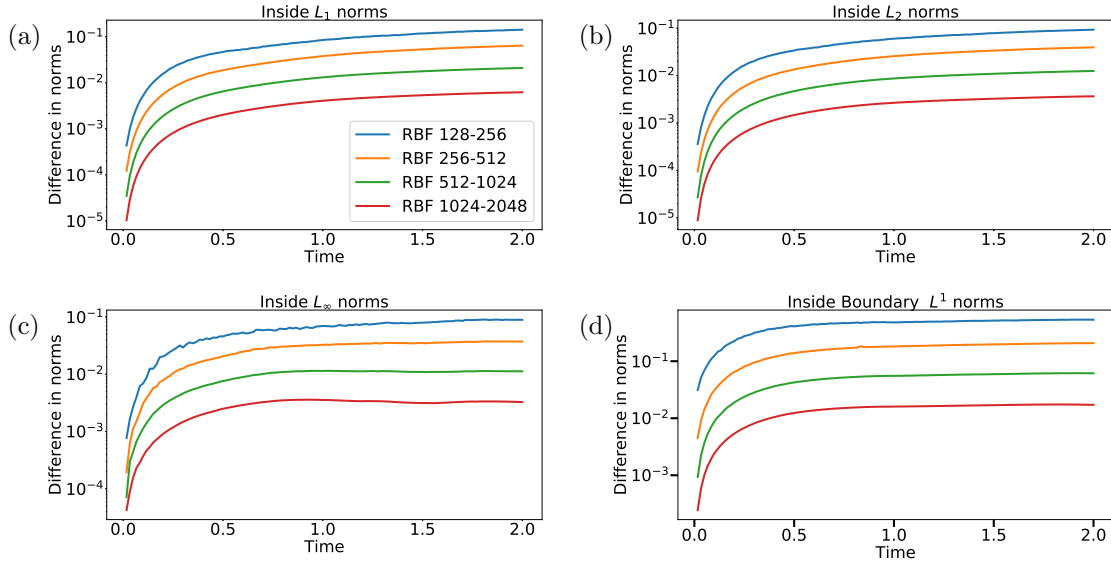 (a)
Inside $L_1$ norms
Difference in norms
10⁻¹
10⁻²
10⁻³
10⁻⁴
10⁻⁵
RBF 128-256
RBF 256-512
RBF 512-1024
RBF 1024-2048
0.0 0.5 1.0 1.5 2.0
Time
(b)
Inside $L_2$ norms
Difference in norms
10⁻¹
10⁻²
10⁻³
10⁻⁴
10⁻⁵
0.0 0.5 1.0 1.5 2.0
Time
(c)
Inside $L_\infty$ norms
Difference in norms
10⁻¹
10⁻²
10⁻³
10⁻⁴
0.0 0.5 1.0 1.5 2.0
Time
(d)
Inside Boundary $L^1$ norms
Difference in norms
10⁻¹
10⁻²
10⁻³
0.0 0.5 1.0 1.5 2.0
Time